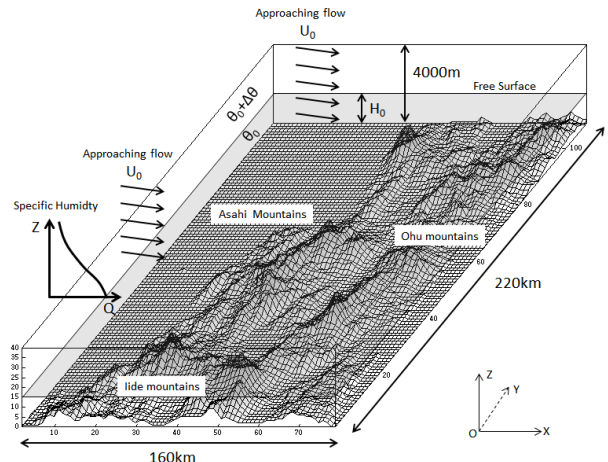 Approaching flow
U0
4000m
Free Surface
H0
θ0+Δθ
θ0
Approaching flow
U0
Specific Humidty
Z
Q
Asahi Mountains
Ohu mountains
Iide mountains
100
80
60
40
20
220km
40
35
30
25
20
15
10
5
0
10
20
30
40
50
60
70
160km
Z
Y
O
X